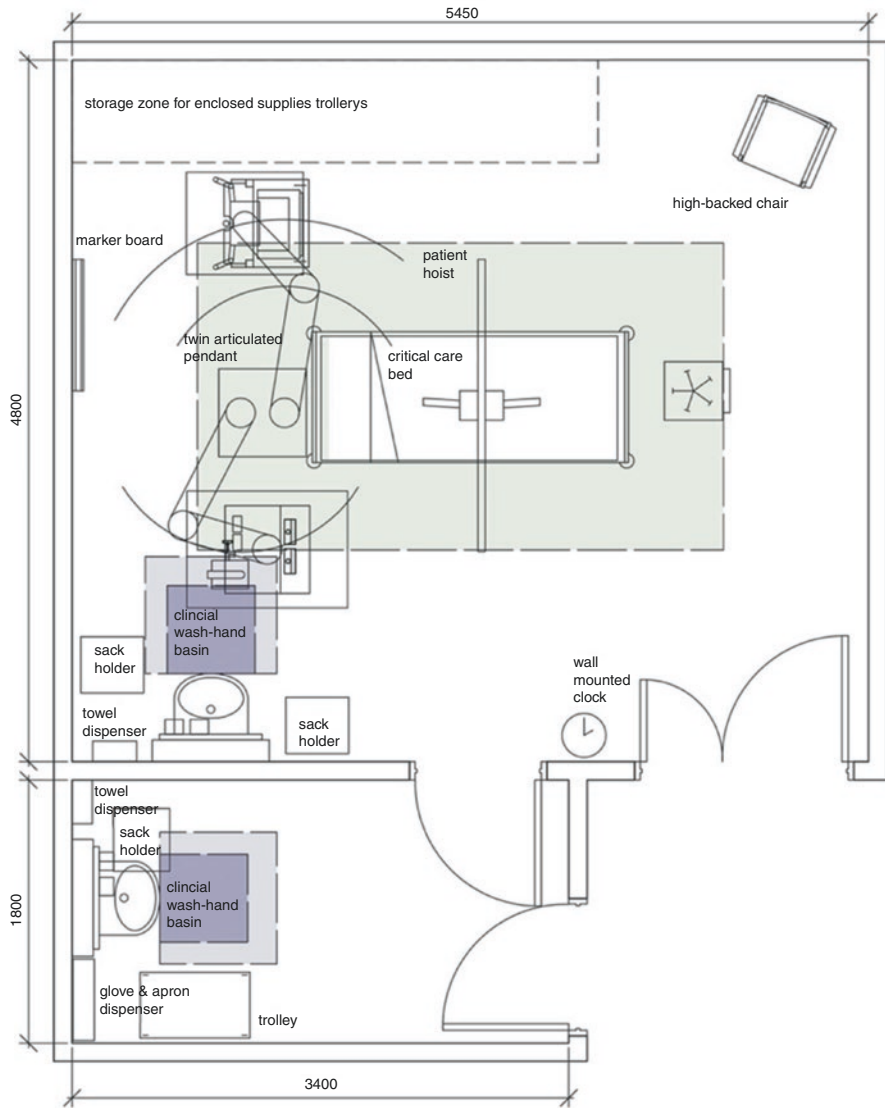 5450
storage zone for enclosed supplies trollerys
high-backed chair
marker board
patient
hoist
twin articulated
pendant
critical care
bed
4800
clincial
wash-hand
basin
sack
holder
towel
dispenser
sack
holder
wall
mounted
clock
towel
dispenser
sack
holder
clincial
wash-hand
basin
1800
glove & apron
dispenser
trolley
3400